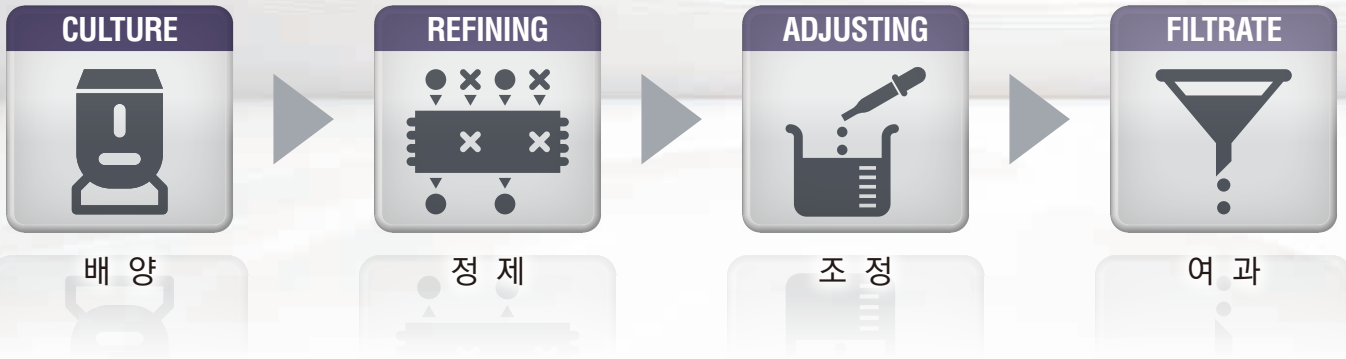 CULTURE
REFINING
ADJUSTING
FILTRATE
배 양
정 제
조 정
여 과